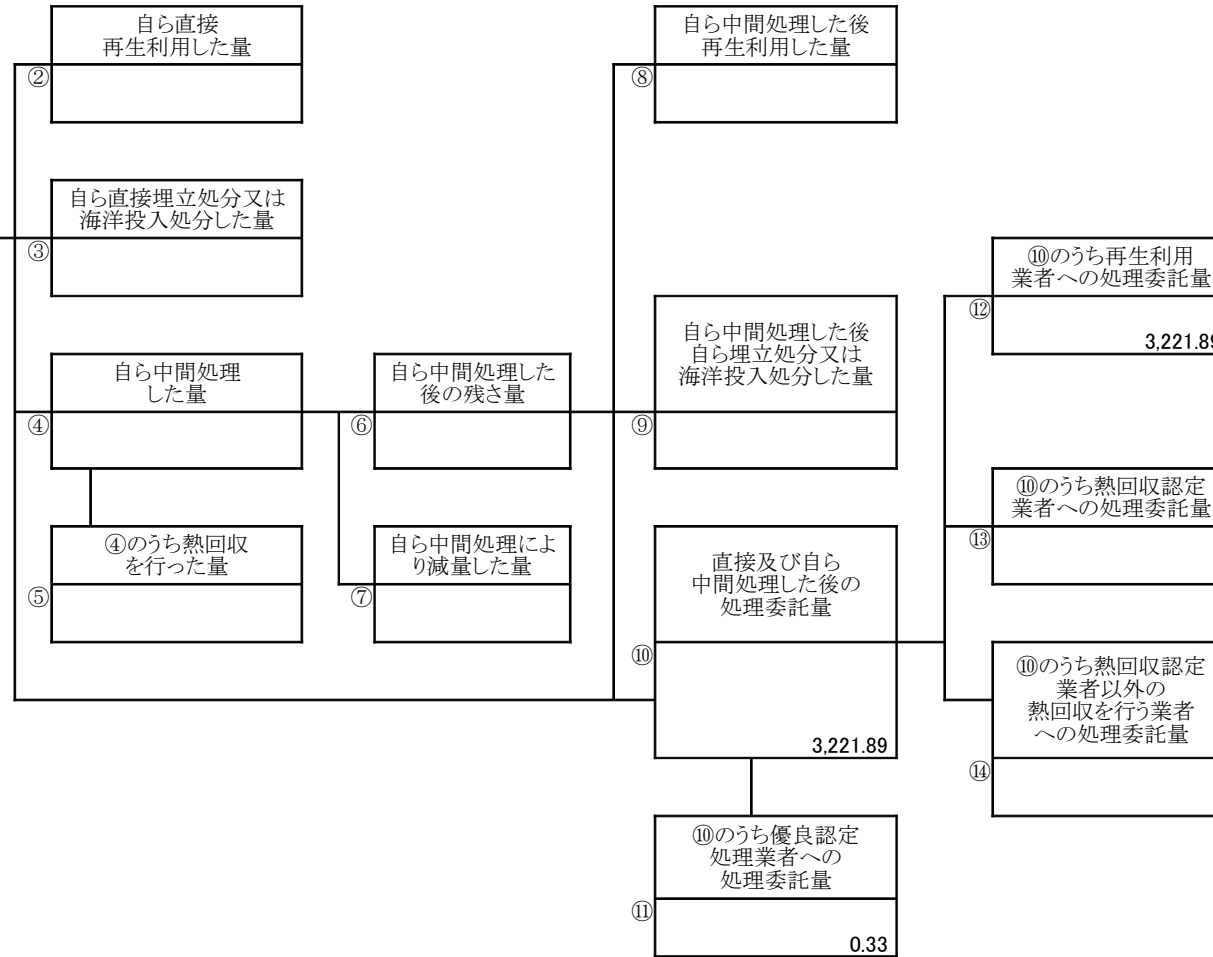 自ら直接
再生利用した量
②
自ら直接埋立処分又は
海洋投入処分した量
③
自ら中間処理
した量
④
④のうち熱回収
を行った量
⑤
自ら中間処理した
後の残さ量
⑥
自ら中間処理によ
り減量した量
⑦
自ら中間処理した後
再生利用した量
⑧
自ら中間処理した後
自ら埋立処分又は
海洋投入処分した量
⑨
直接及び自ら
中間処理した後の
処理委託量
⑩
3,221.89
⑩のうち優良認定
処理業者への
処理委託量
⑪
0.33
⑩のうち再生利用
業者への処理委託量
⑫
3,221.89
⑩のうち熱回収認定
業者への処理委託量
⑬
⑩のうち熱回収認定
業者以外の
熱回収を行う業者
への処理委託量
⑭